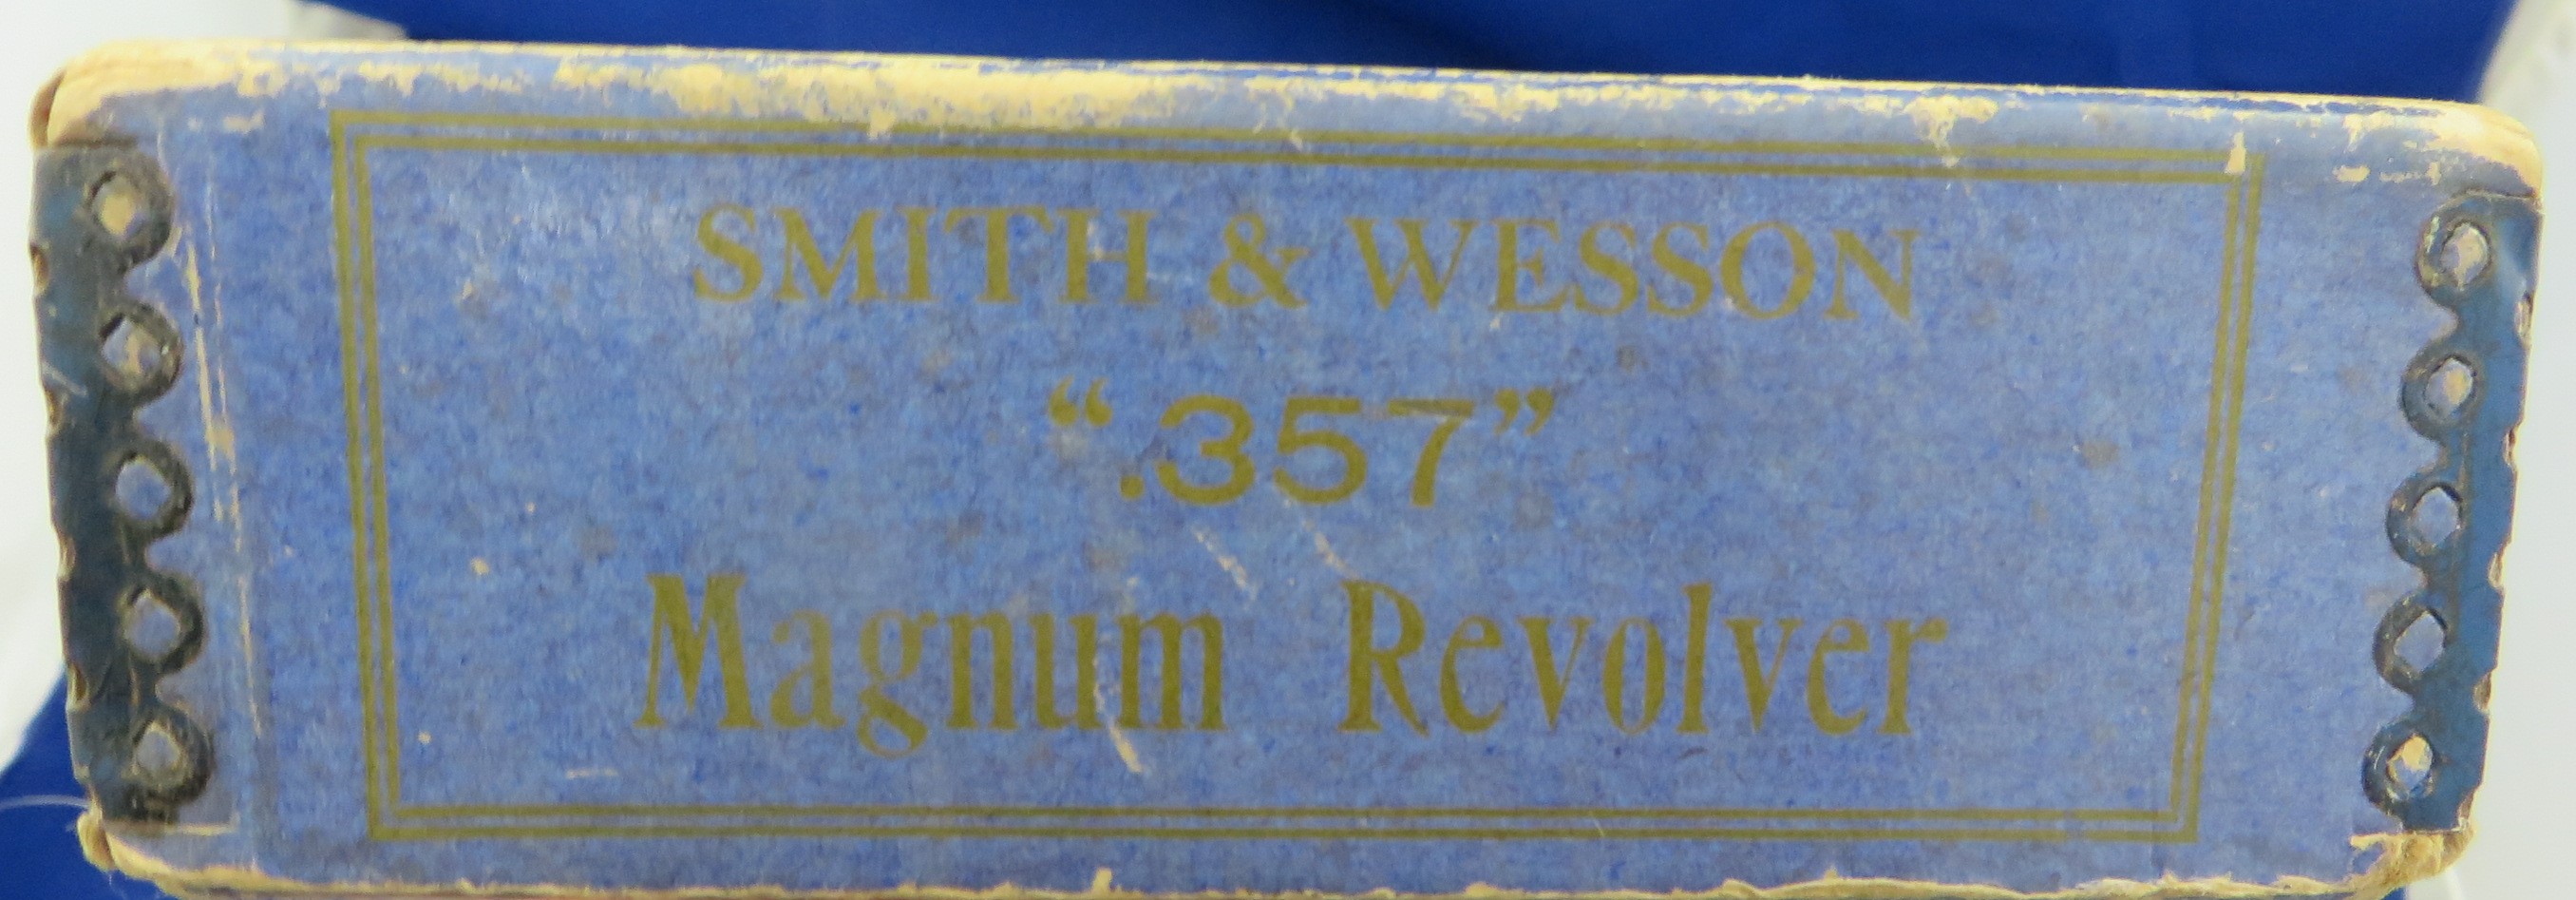 SMITH & WESSON
“.357”
Magnum Revolver